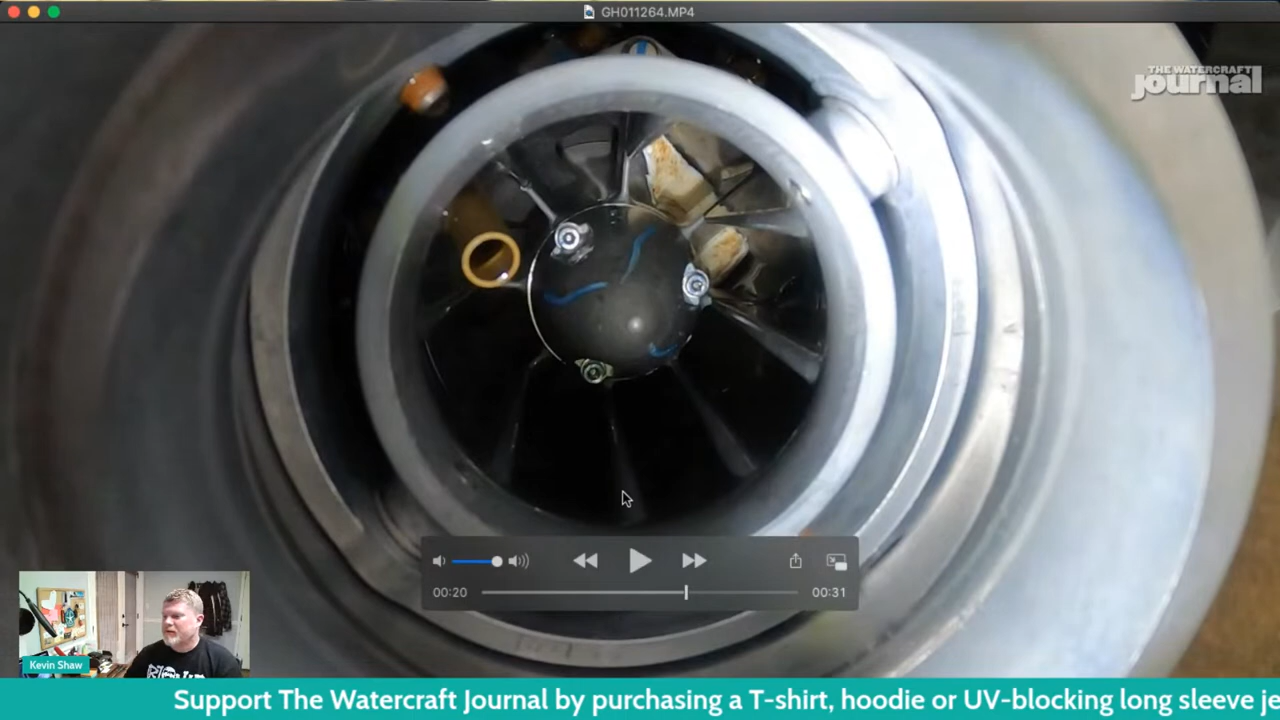 GH011264.MP4
THE WATERCRAFT
journal
00:20
00:31
Kevin Shaw
Support The Watercraft Journal by purchasing a T-shirt, hoodie or UV-blocking long sleeve je